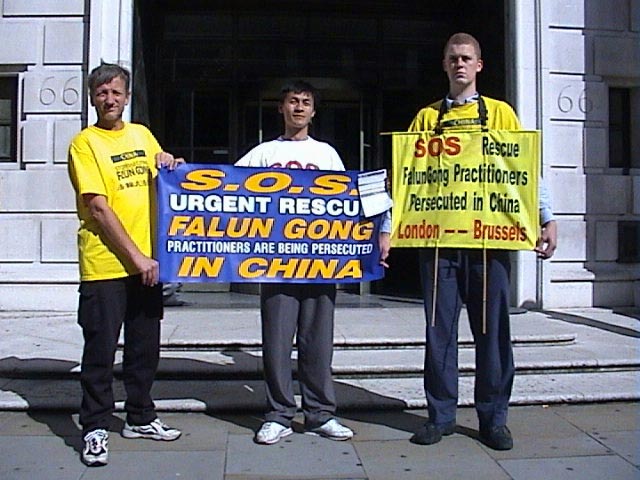 66
66
CHINA
FALUN GONG
S.O.S.
URGENT RESCU
FALUN GONG
PRACTITIONERS ARE BEING PERSECUTED
IN CHINA
SOS Rescue
FalunGong Practitioners
Persecuted in China
London –– Brussels